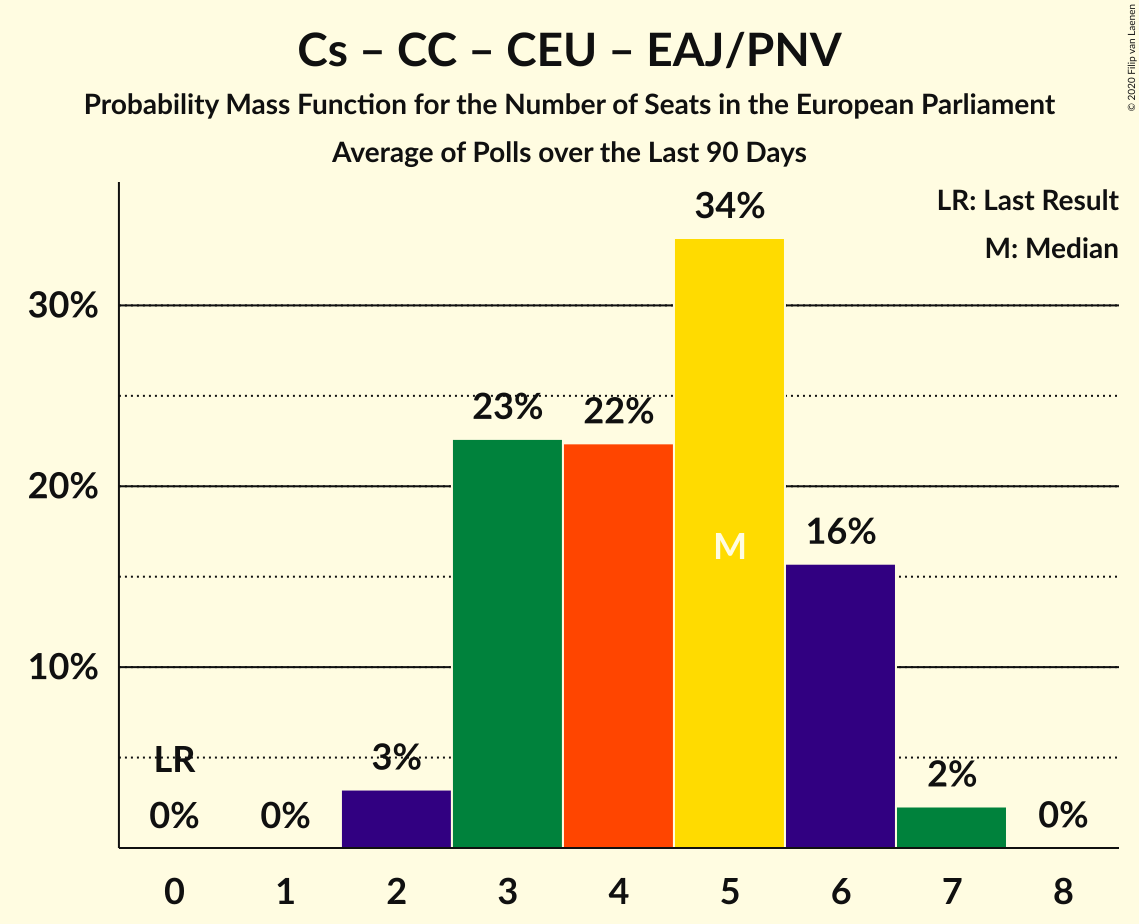 Cs – CC – CEU – EAJ/PNV
Probability Mass Function for the Number of Seats in the European Parliament
Average of Polls over the Last 90 Days
© 2020 Filip van Laenen
LR: Last Result
M: Median
34%
30%
23%
22%
20%
16%
M
10%
LR
3%
2%
0%
0%
0%
0
1
2
3
4
5
6
7
8